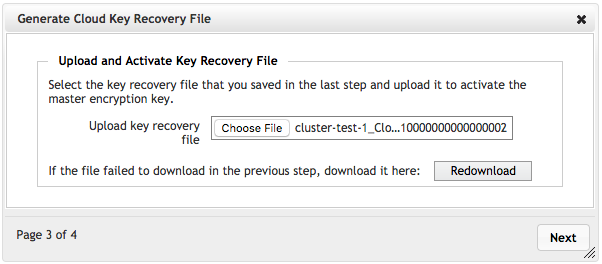 Generate Cloud Key Recovery File
Upload and Activate Key Recovery File
Select the key recovery file that you saved in the last step and upload it to activate the
master encryption key.
Upload key recovery
file
Choose File cluster-test-1_Clo...10000000000000002
If the file failed to download in the previous step, download it here: Redownload
Page 3 of 4
Next